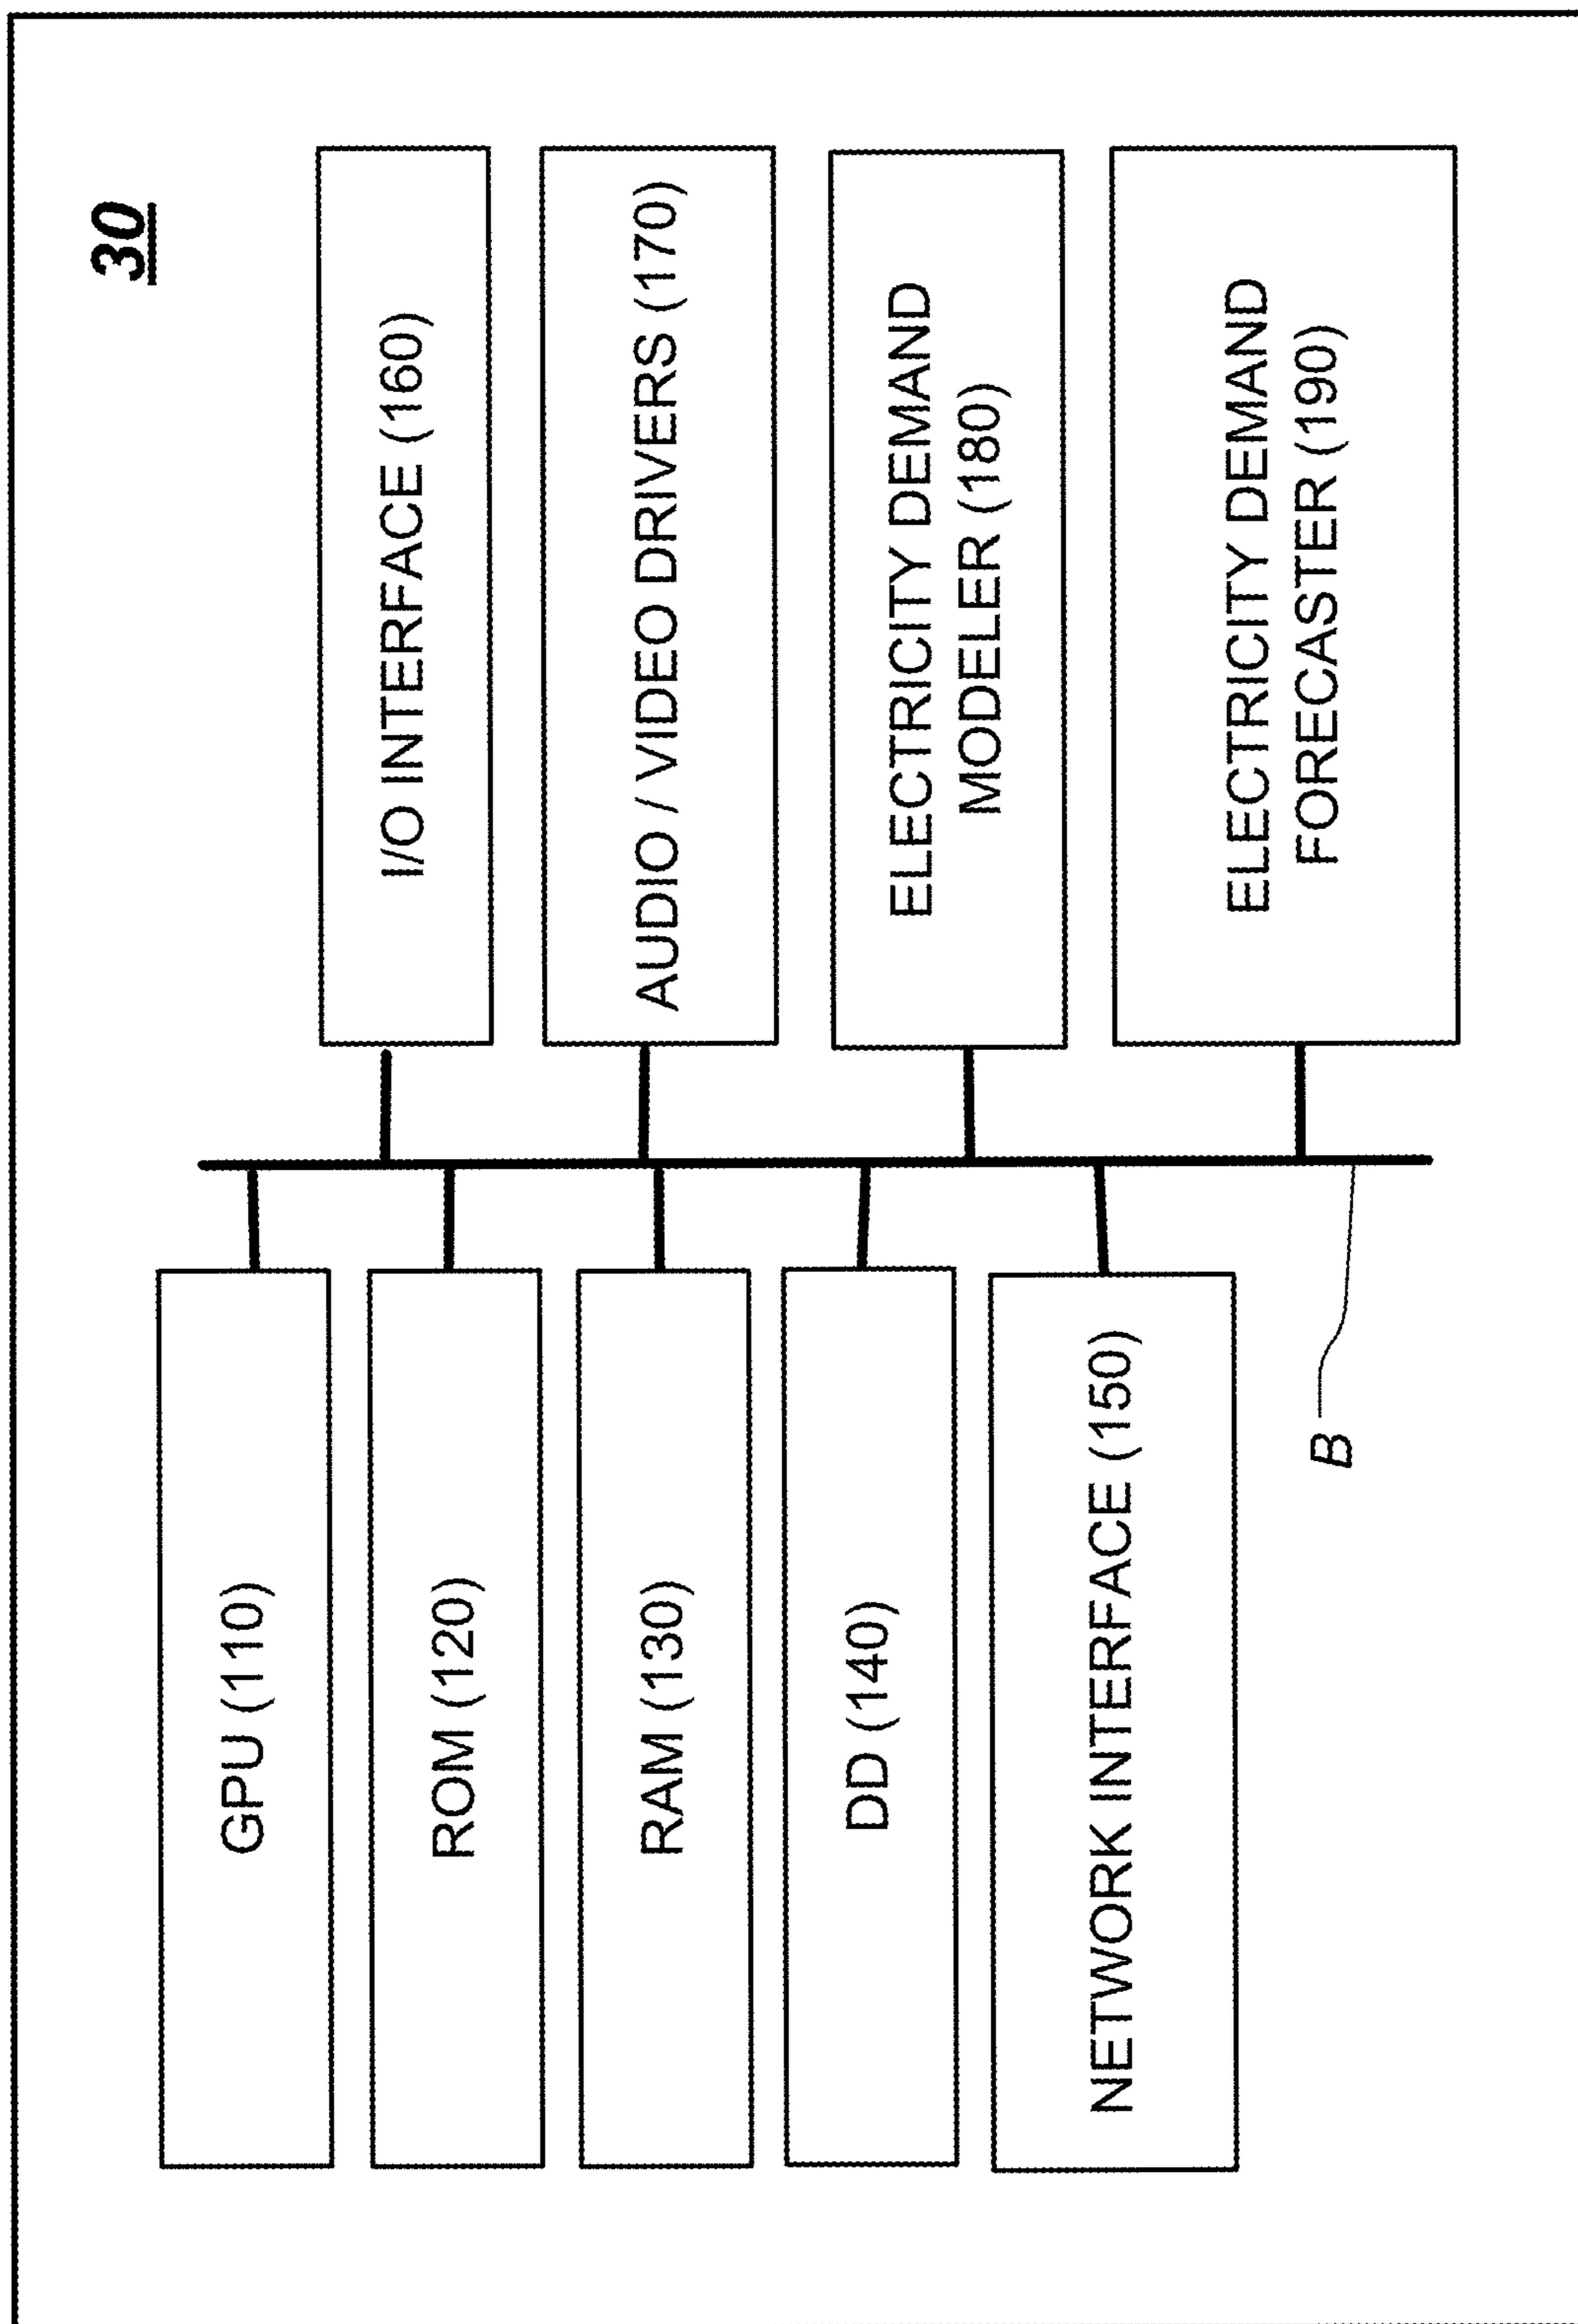 30
GPU (110)
ROM (120)
RAM (130)
DD (140)
NETWORK INTERFACE (150)
B
I/O INTERFACE (160)
AUDIO / VIDEO DRIVERS (170)
ELECTRICITY DEMAND
MODELER (180)
ELECTRICITY DEMAND
FORECASTER (190)